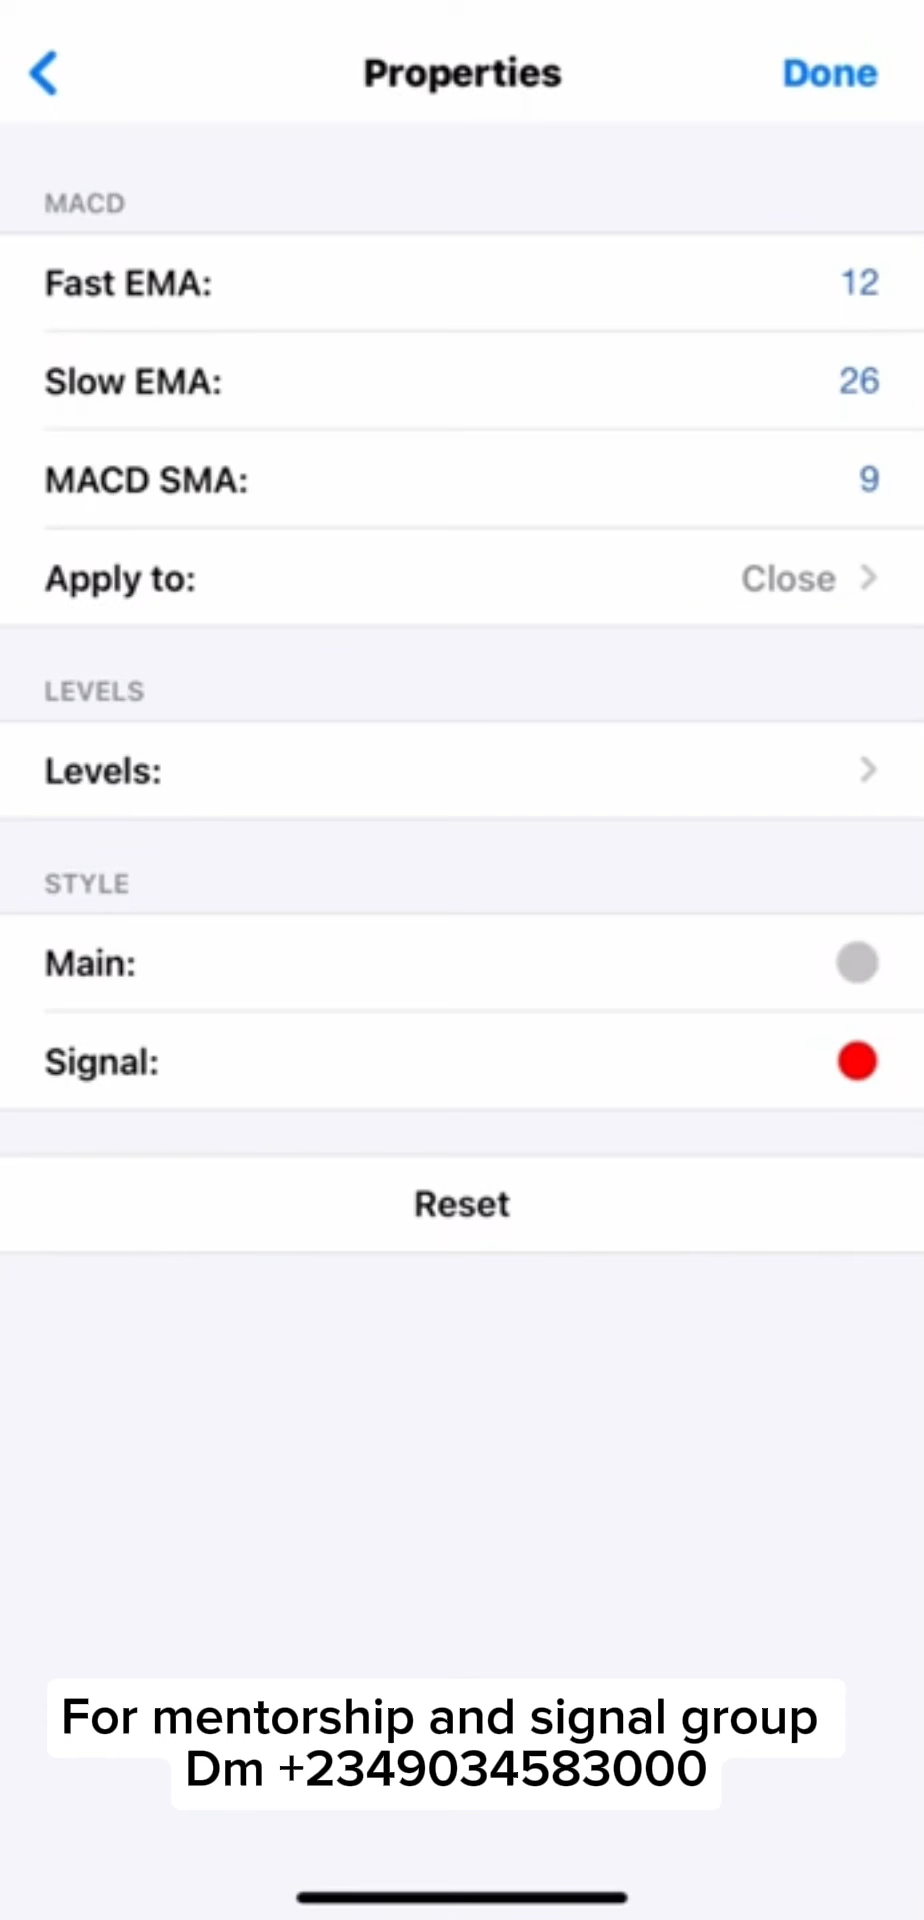 Properties
Done
MACD
Fast EMA: 12
Slow EMA: 26
MACD SMA: 9
Apply to: Close
LEVELS
Levels:
STYLE
Main:
Signal:
Reset
For mentorship and signal group
Dm +2349034583000